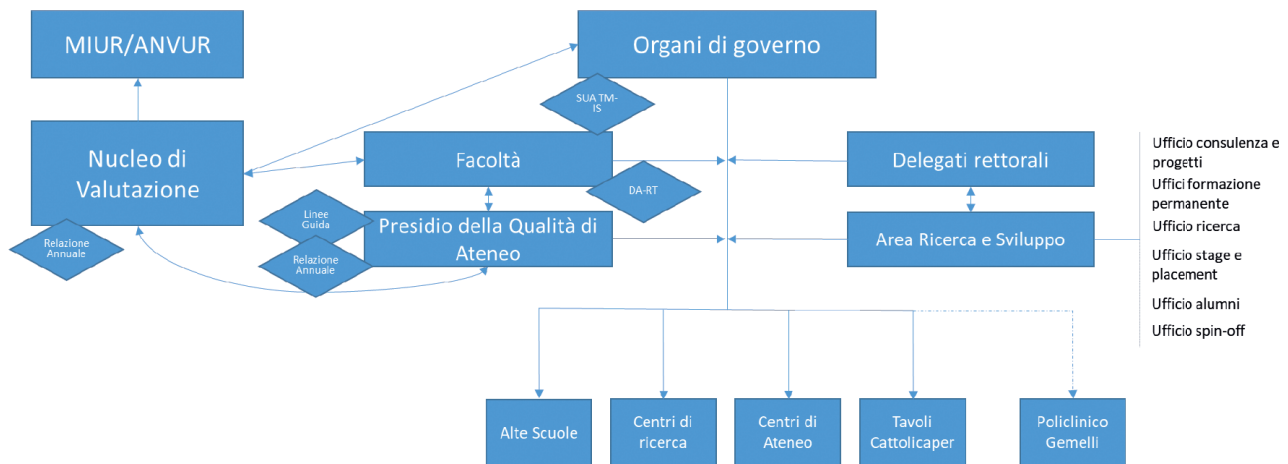 MIUR/ANVUR
Organi di governo
SUA TM-
IS
Nucleo di
Valutazione
Facoltà
Delegati rettorali
DA-RT
Linee
Guida
Presidio della Qualità di
Ateneo
Area Ricerca e Sviluppo
Relazione
Annuale
Relazione
Annuale
Ufficio consulenza e
progetti
Uffici formazione
permanente
Ufficio ricerca
Ufficio stage e
placement
Ufficio alumni
Ufficio spin-off
Alte Scuole
Centri di
ricerca
Centri di
Ateneo
Tavoli
Cattolicaper
Policlinico
Gemelli